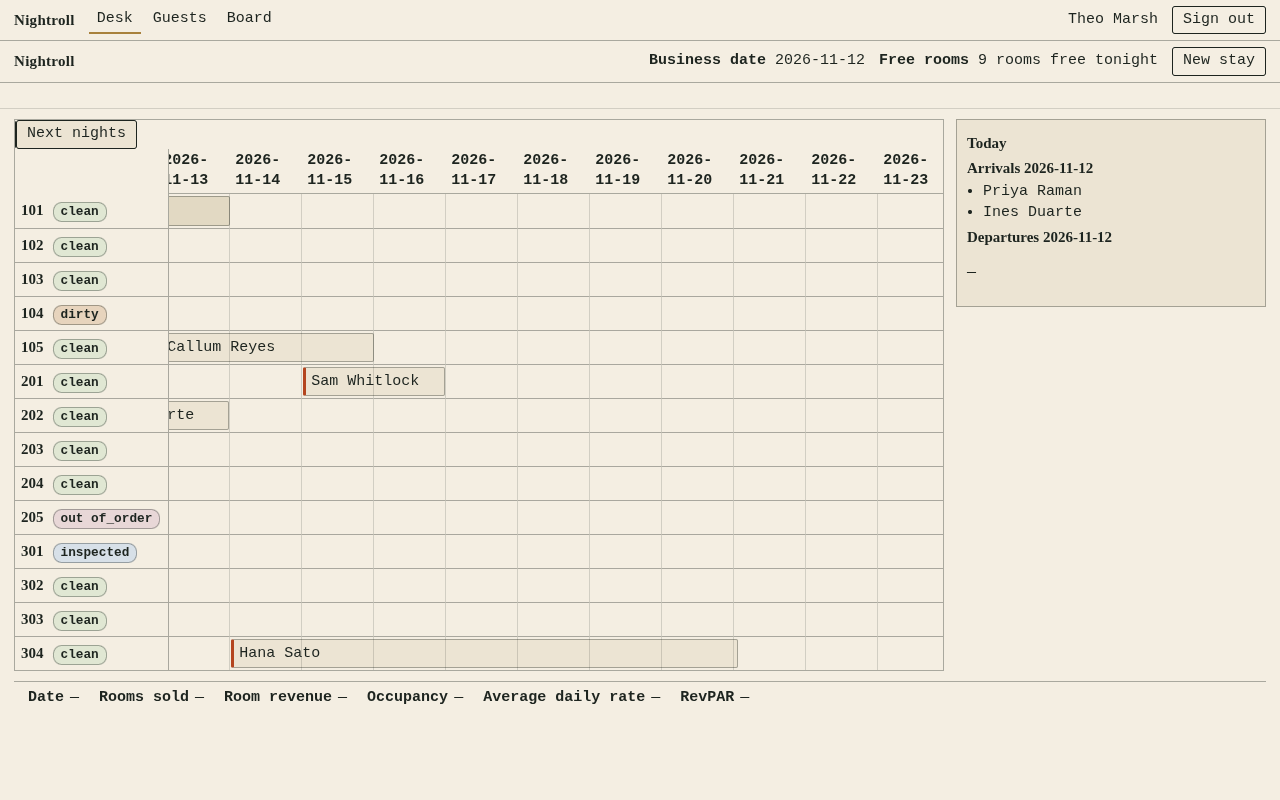 Nightroll Desk Guests Board Theo Marsh Sign out
Nightroll Business date 2026-11-12 Free rooms 9 rooms free tonight New stay
Next nights
2026- 2026- 2026- 2026- 2026- 2026- 2026- 2026- 2026- 2026- 2026-
11-13 11-14 11-15 11-16 11-17 11-18 11-19 11-20 11-21 11-22 11-23
101 clean
102 clean
103 clean
104 dirty
105 clean Callum Reyes
201 clean Sam Whitlock
202 clean rte
203 clean
204 clean
205 out of_order
301 inspected
302 clean
303 clean
304 clean Hana Sato
Today
Arrivals 2026-11-12
• Priya Raman
• Ines Duarte
Departures 2026-11-12
—
Date — Rooms sold — Room revenue — Occupancy — Average daily rate — RevPAR —